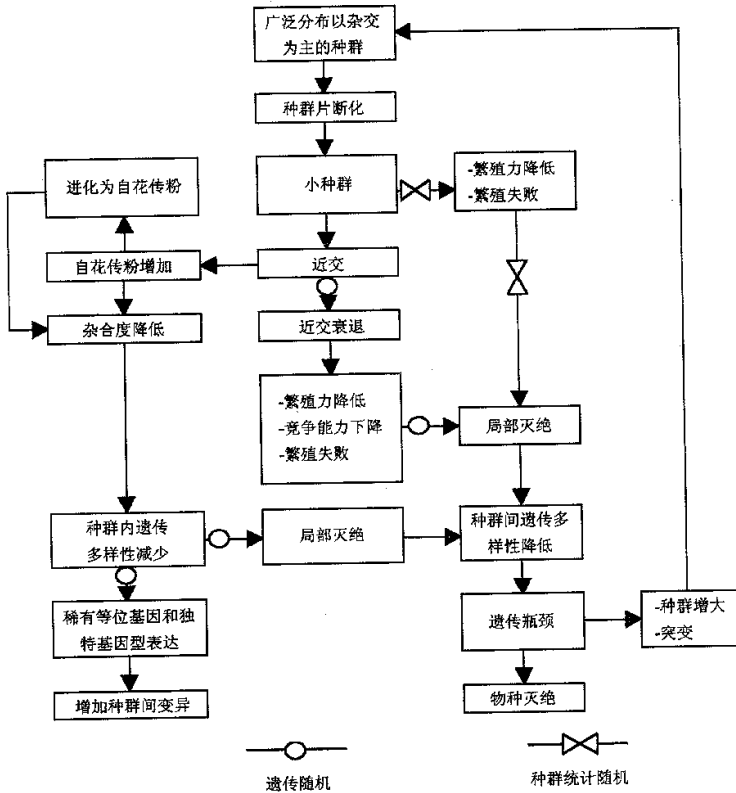 广泛分布以杂交
为主的种群
种群片断化
小种群
-繁殖力降低
-繁殖失败
进化为自花传粉
自花传粉增加
近交
杂合度降低
近交衰退
-繁殖力降低
-竞争能力下降
-繁殖失败
局部灭绝
种群内遗传
多样性减少
局部灭绝
种群间遗传多
样性降低
稀有等位基因和独
特基因型表达
遗传瓶颈
-种群增大
-突变
增加种群间变异
物种灭绝
遗传随机
种群统计随机